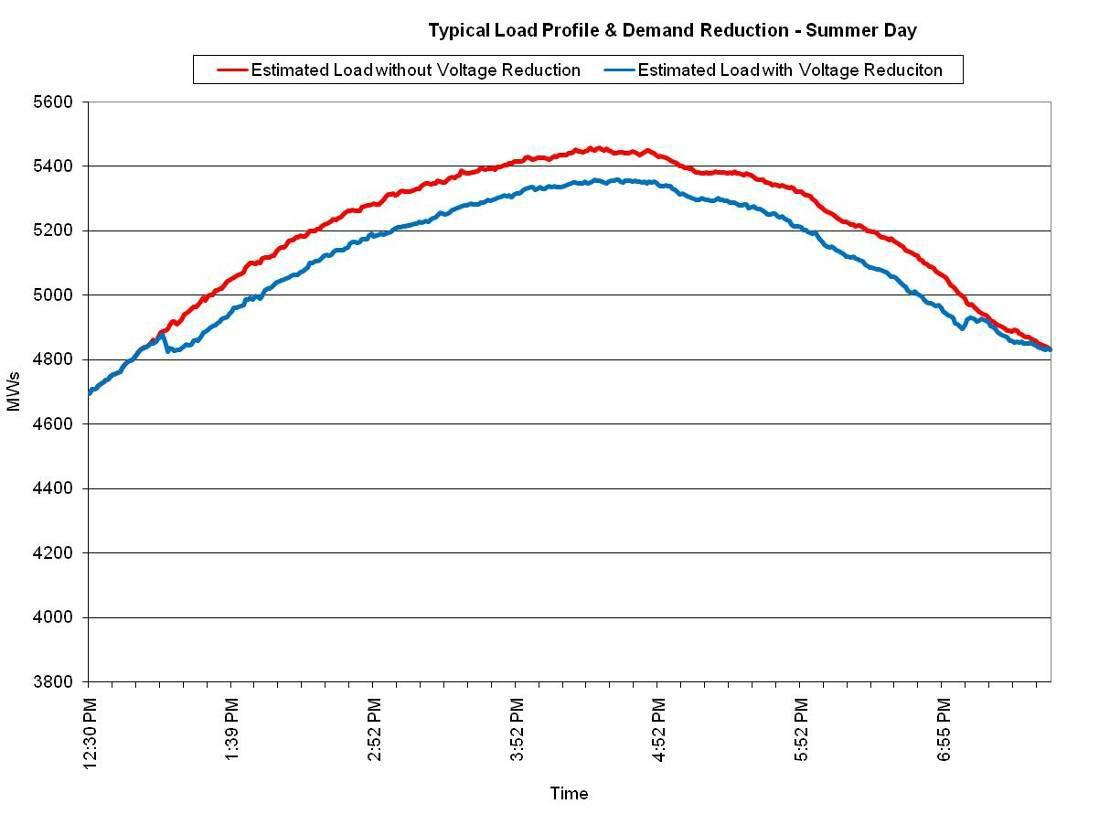 Typical Load Profile & Demand Reduction - Summer Day
Estimated Load without Voltage Reduction
Estimated Load with Voltage Reduciton
5600
5400
5200
5000
4800
4600
4400
4200
4000
3800
MWs
12:30 PM
1:39 PM
2:52 PM
3:52 PM
4:52 PM
5:52 PM
6:55 PM
Time